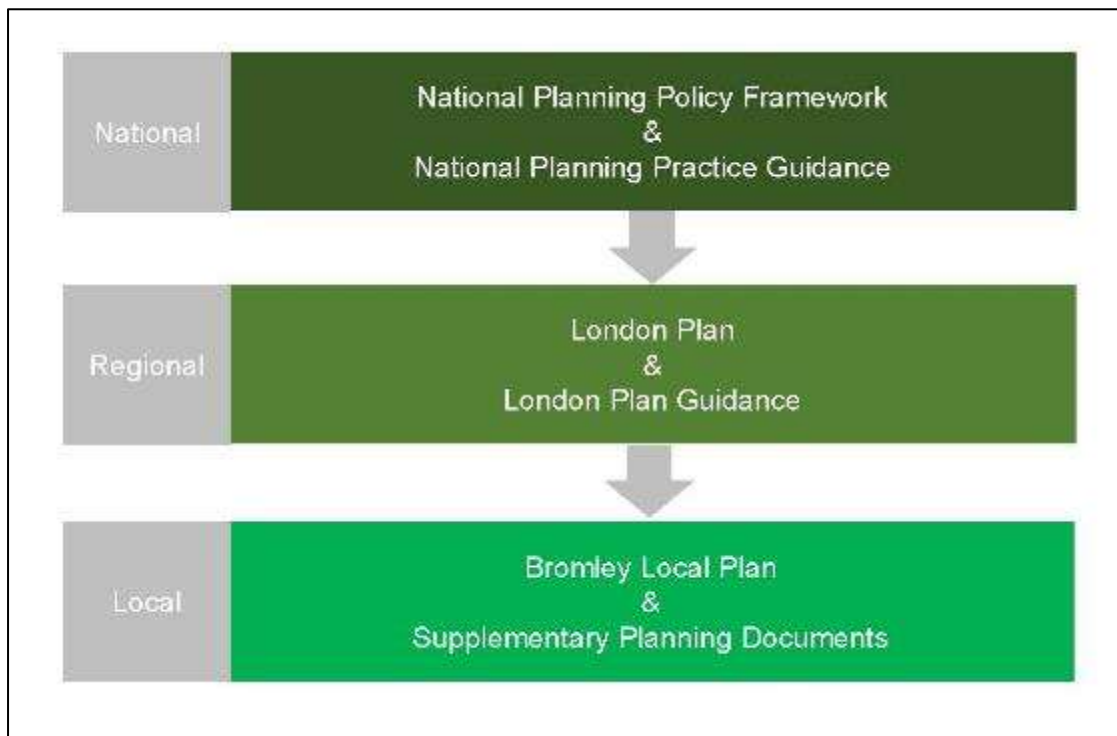 National
National Planning Policy Framework
&
National Planning Practice Guidance
Regional
London Plan
&
London Plan Guidance
Local
Bromley Local Plan
&
Supplementary Planning Documents